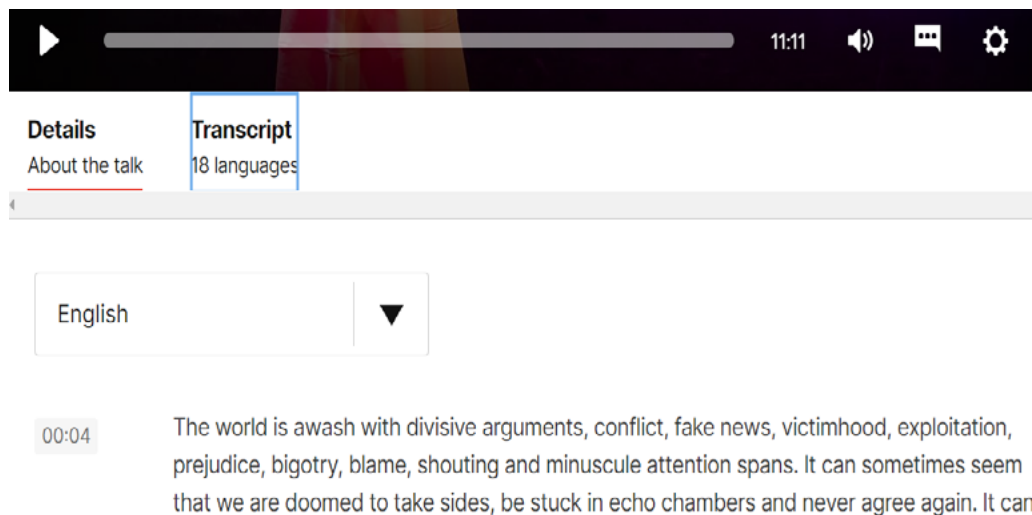 11:11
Details
Transcript
About the talk
18 languages
English
00:04
The world is awash with divisive arguments, conflict, fake news, victimhood, exploitation,
prejudice, bigotry, blame, shouting and minuscule attention spans. It can sometimes seem
that we are doomed to take sides, be stuck in echo chambers and never agree again. It can